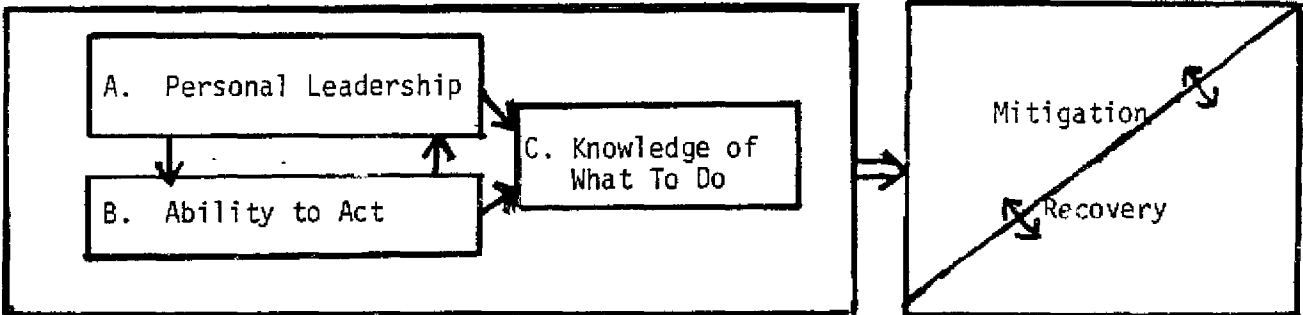 A. Personal Leadership
B. Ability to Act
C. Knowledge of
What To Do
Mitigation
Recovery